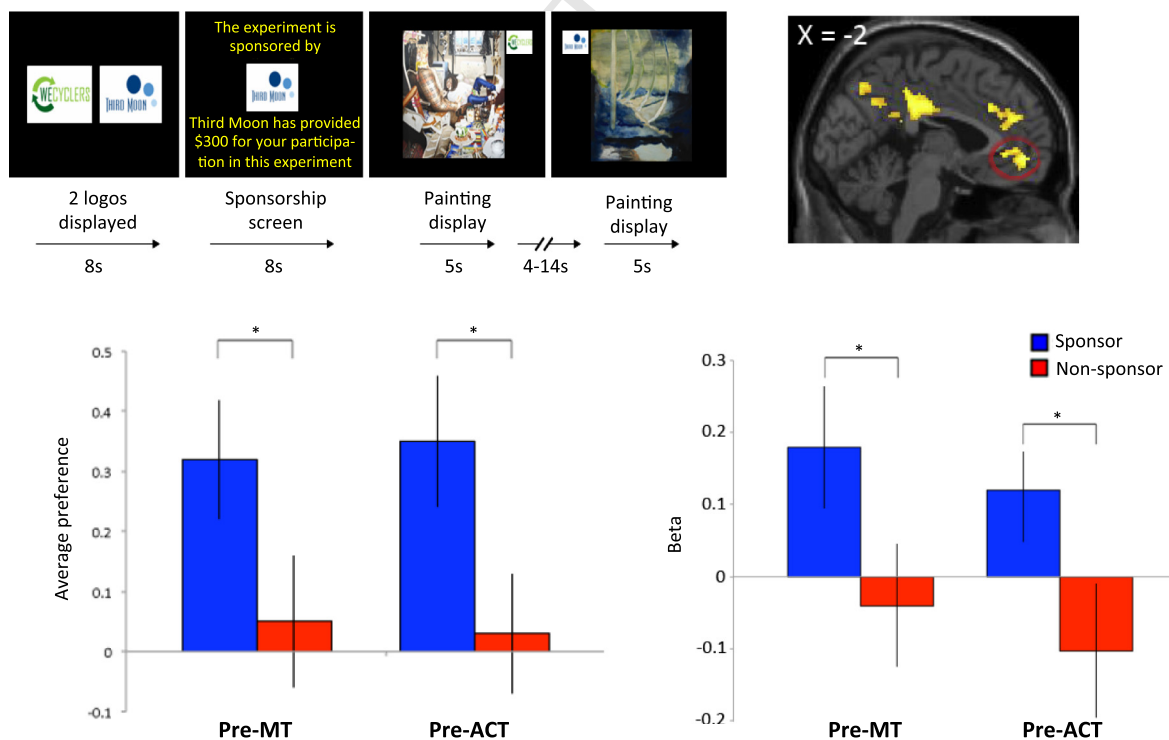 WECYCLERS
THIRD MOON
The experiment is
sponsored by
THIRD MOON
Third Moon has provided
$300 for your participa-
tion in this experiment
WECYCLERS
THIRD MOON
2 logos
displayed
8s
Sponsorship
screen
8s
Painting
display
5s
4-14s
Painting
display
5s
X = -2
Average preference
0.5
0.4
0.3
0.2
0.1
0
-0.1
*
*
Pre-MT
Pre-ACT
Beta
0.3
0.2
0.1
0
-0.1
-0.2
*
*
Sponsor
Non-sponsor
Pre-MT
Pre-ACT